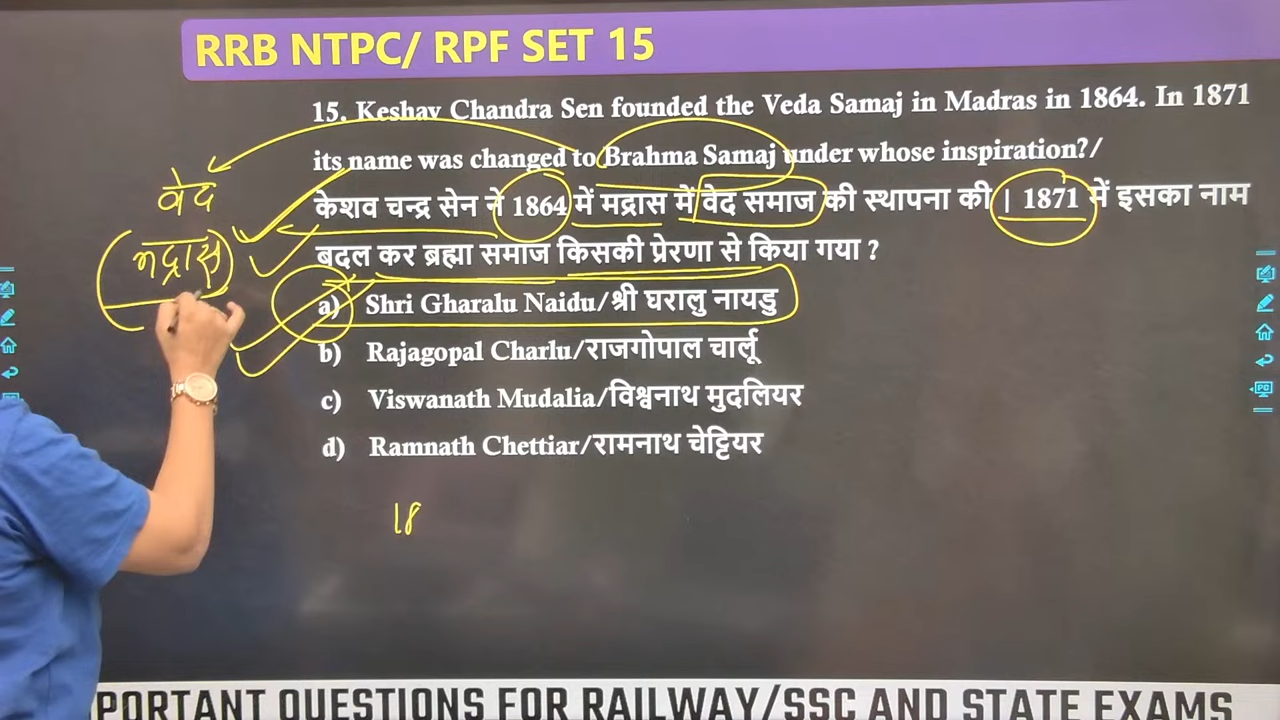 RRB NTPC/ RPF SET 15
15. Keshav Chandra Sen founded the Veda Samaj in Madras in 1864. In 1871
its name was changed to Brahma Samaj under whose inspiration?/
केशव चन्द्र सेन ने 1864 में मद्रास में वेद समाज की स्थापना की | 1871 में इसका नाम
बदल कर ब्रह्मा समाज किसकी प्रेरणा से किया गया ?
a) Shri Gharalu Naidu/श्री घरालु नायडु
b) Rajagopal Charlu/राजगोपाल चार्लू
c) Viswanath Mudalia/विश्वनाथ मुदलियर
d) Ramnath Chettiar/रामनाथ चेट्टियर
वेद
मद्रास
18
PORTANT QUESTIONS FOR RAILWAY/SSC AND STATE EXAMS